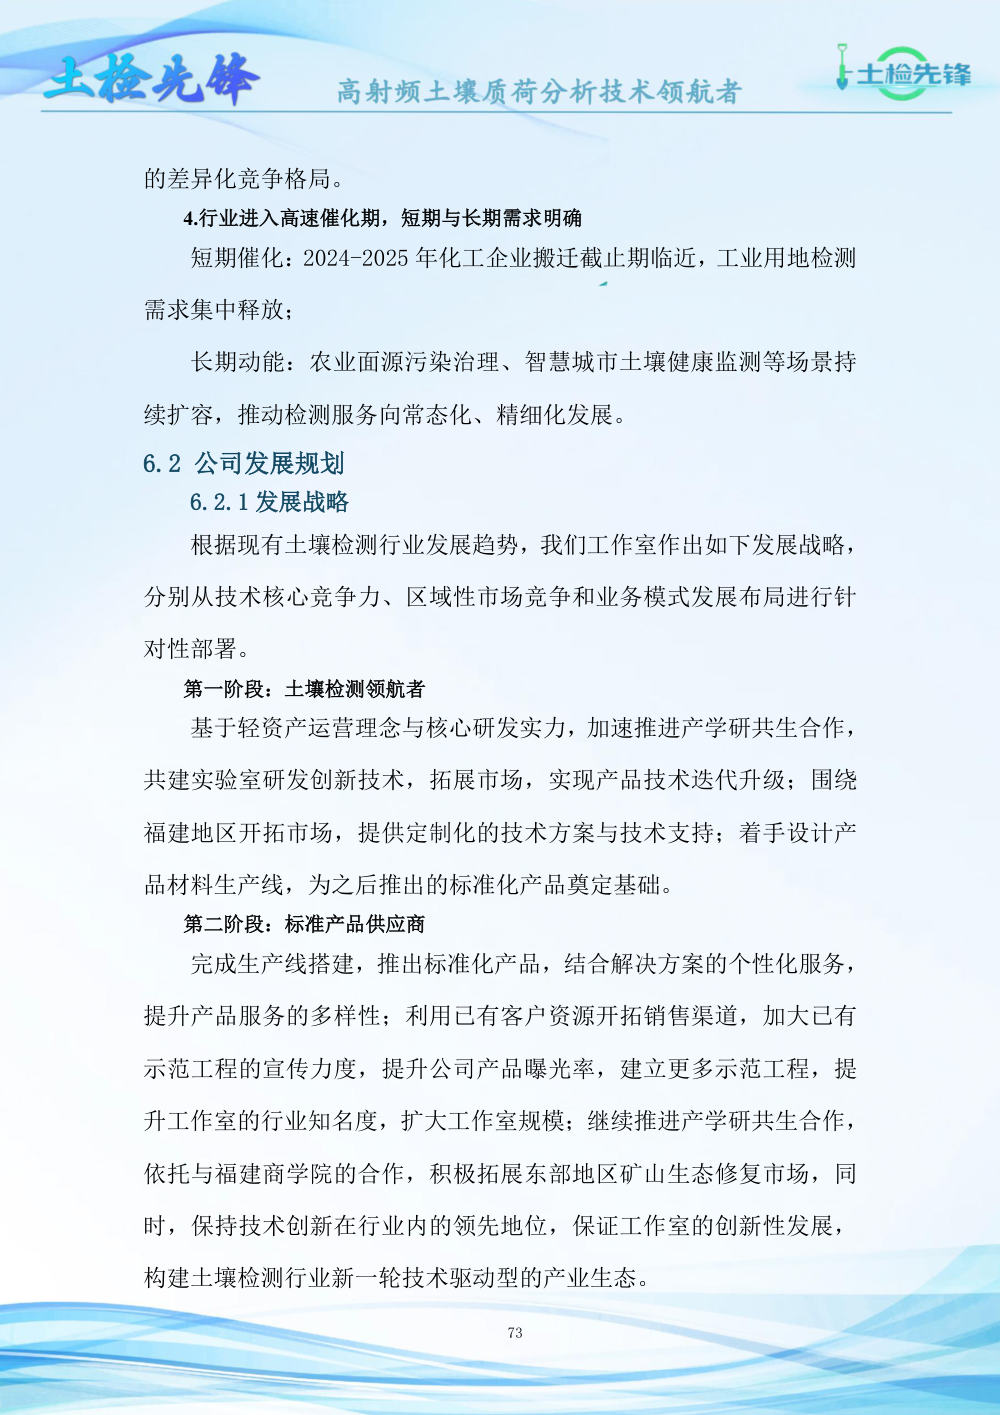 土检先锋
高射频土壤质荷分析技术领航者
土检先锋
的差异化竞争格局。
4.行业进入高速催化期，短期与长期需求明确
短期催化：2024-2025 年化工企业搬迁截止期临近，工业用地检测
需求集中释放；
长期动能：农业面源污染治理、智慧城市土壤健康监测等场景持
续扩容，推动检测服务向常态化、精细化发展。
6.2 公司发展规划
6.2.1 发展战略
根据现有土壤检测行业发展趋势，我们工作室作出如下发展战略，
分别从技术核心竞争力、区域性市场竞争和业务模式发展布局进行针
对性部署。
第一阶段：土壤检测领航者
基于轻资产运营理念与核心研发实力，加速推进产学研共生合作，
共建实验室研发创新技术，拓展市场，实现产品技术迭代升级；围绕
福建地区开拓市场，提供定制化的技术方案与技术支持；着手设计产
品材料生产线，为之后推出的标准化产品奠定基础。
第二阶段：标准产品供应商
完成生产线搭建，推出标准化产品，结合解决方案的个性化服务，
提升产品服务的多样性；利用已有客户资源开拓销售渠道，加大已有
示范工程的宣传力度，提升公司产品曝光率，建立更多示范工程，提
升工作室的行业知名度，扩大工作室规模；继续推进产学研共生合作，
依托与福建商学院的合作，积极拓展东部地区矿山生态修复市场，同
时，保持技术创新在行业内的领先地位，保证工作室的创新性发展，
构建土壤检测行业新一轮技术驱动型的产业生态。
73